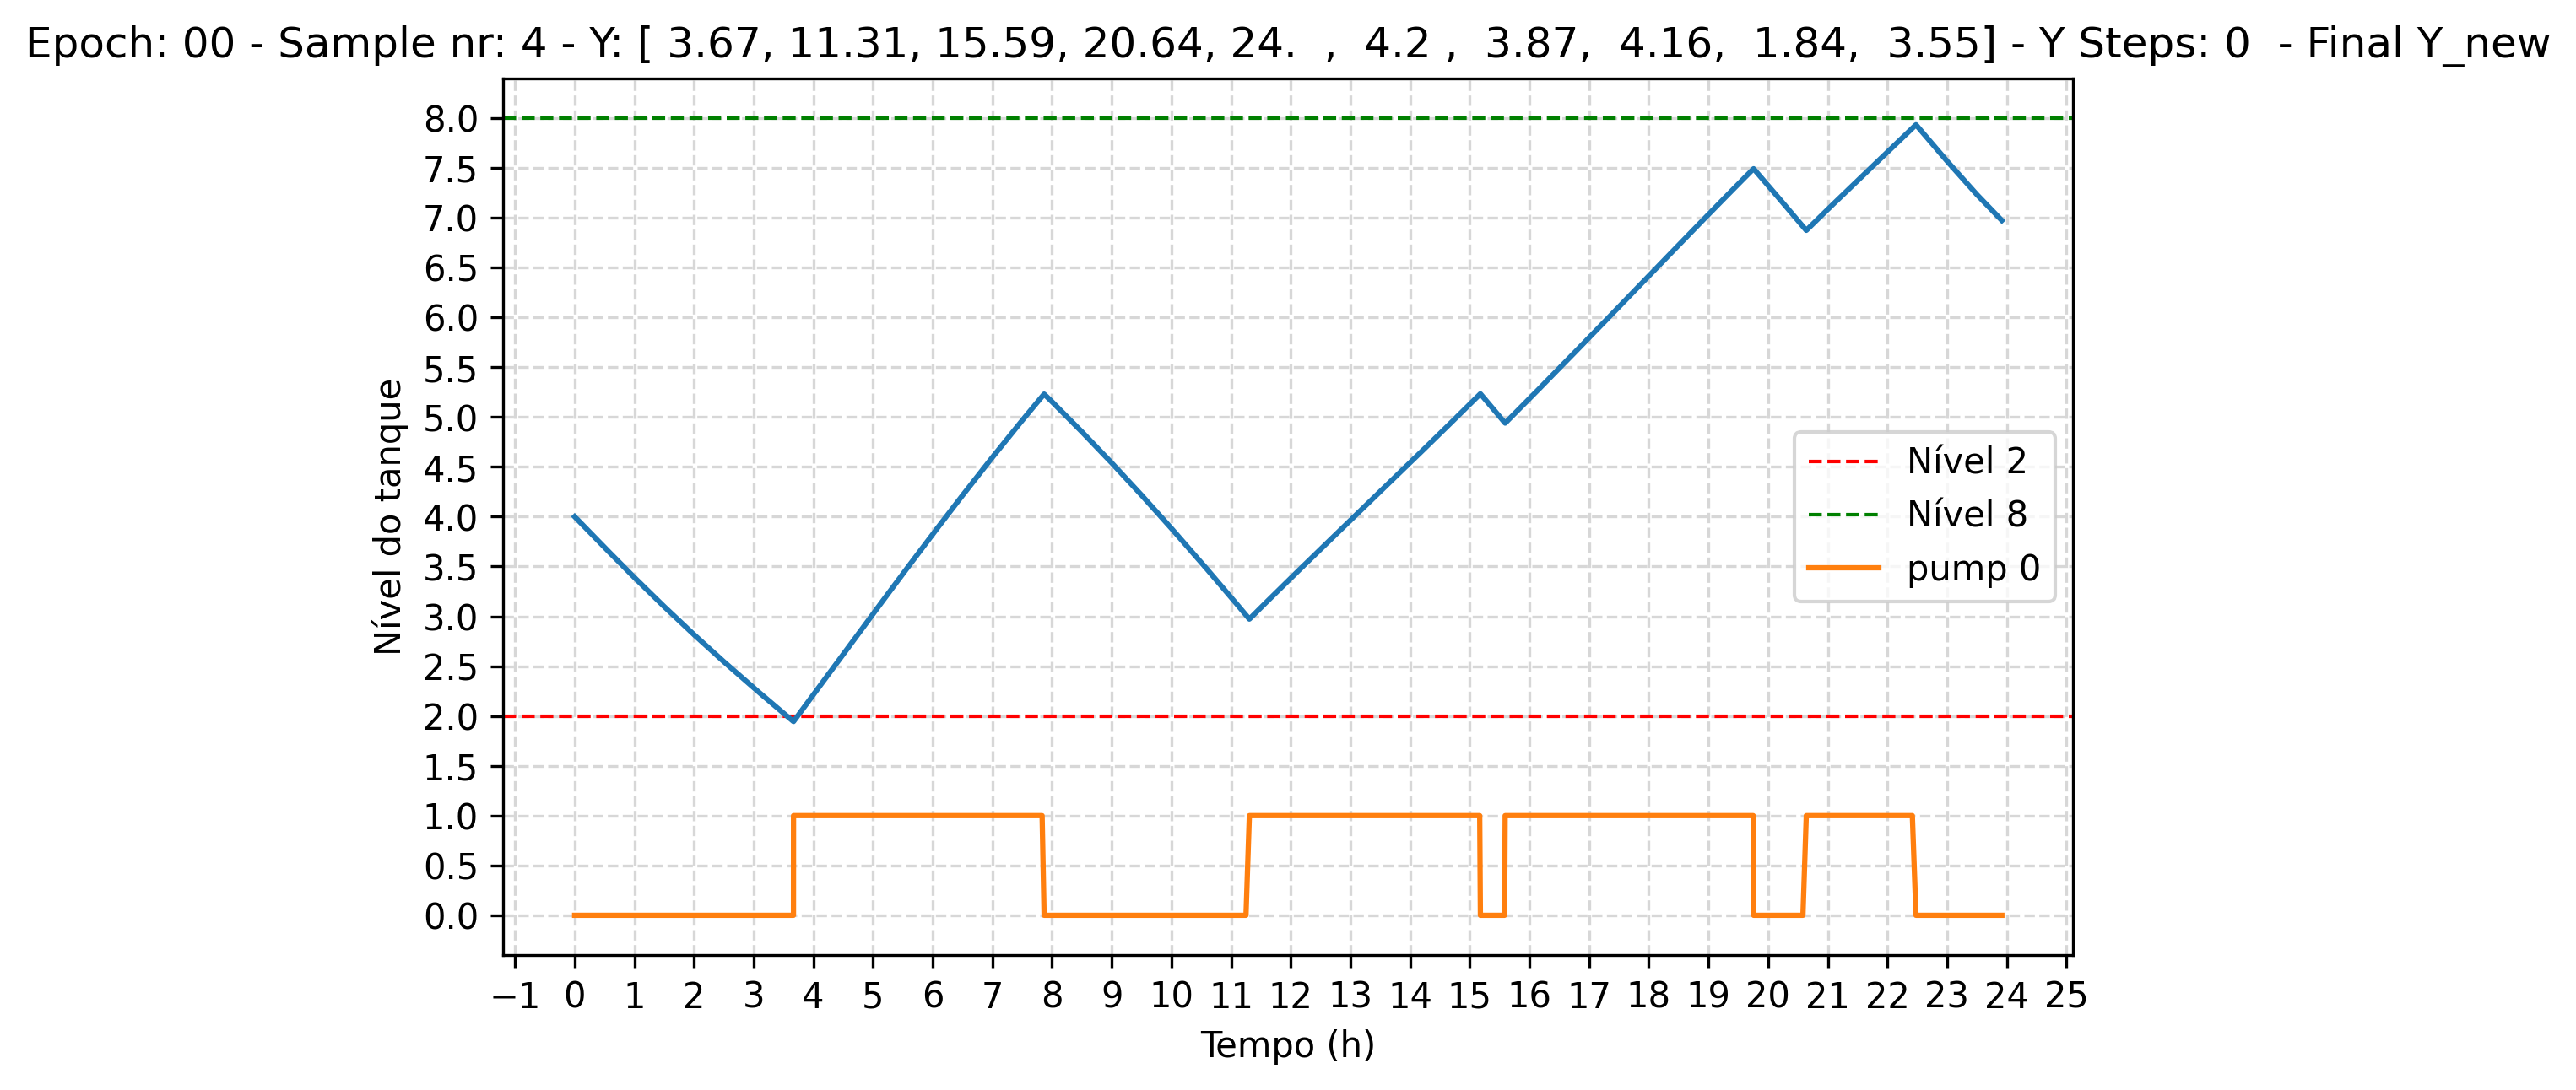 Epoch: 00 - Sample nr: 4 - Y: [ 3.67, 11.31, 15.59, 20.64, 24.  ,  4.2 ,  3.87,  4.16,  1.84,  3.55] - Y Steps: 0  - Final Y_new
8.0
7.5
7.0
6.5
6.0
5.5
5.0
4.5
4.0
3.5
3.0
2.5
2.0
1.5
1.0
0.5
0.0
Nível do tanque
Nível 2
Nível 8
pump 0
−1 0 1 2 3 4 5 6 7 8 9 10 11 12 13 14 15 16 17 18 19 20 21 22 23 24 25
Tempo (h)